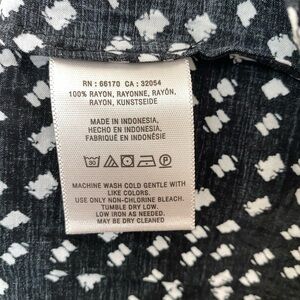 RN : 66170 CA : 32054
100% RAYON, RAYONNE, RAYÓN,
RAYON, KUNSTSEIDE
MADE IN INDONESIA,
HECHO EN INDONESIA,
FABRIQUÉ EN INDONÉSIE
MACHINE WASH COLD GENTLE WITH
LIKE COLORS.
USE ONLY NON-CHLORINE BLEACH.
TUMBLE DRY LOW.
LOW IRON AS NEEDED.
MAY BE DRY CLEANED